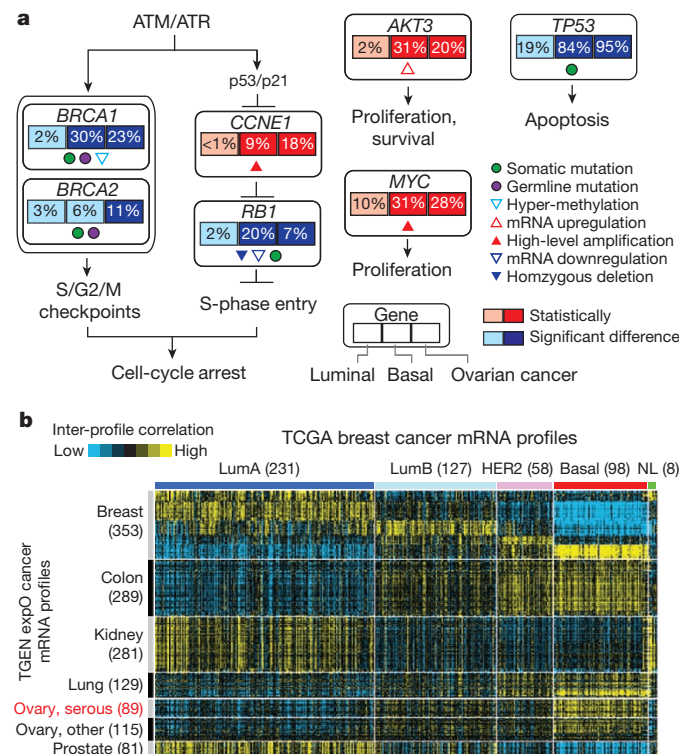 a
ATM/ATR
p53/p21
BRCA1
2% 30% 23%
BRCA2
3% 6% 11%
S/G2/M
checkpoints
CCNE1
<1% 9% 18%
RB1
2% 20% 7%
S-phase entry
Cell-cycle arrest
AKT3
2% 31% 20%
Proliferation,
survival
MYC
10% 31% 28%
Proliferation
TP53
19% 84% 95%
Apoptosis
Somatic mutation
Germline mutation
Hyper-methylation
mRNA upregulation
High-level amplification
mRNA downregulation
Homzygous deletion
Gene
Luminal Basal Ovarian cancer
Statistically
Significant difference
b
Inter-profile correlation
Low High
TCGA breast cancer mRNA profiles
LumA (231) LumB (127) HER2 (58) Basal (98) NL (8)
TGEN expO cancer
mRNA profiles
Breast
(353)
Colon
(289)
Kidney
(281)
Lung (129)
Ovary, serous (89)
Ovary, other (115)
Prostate (81)